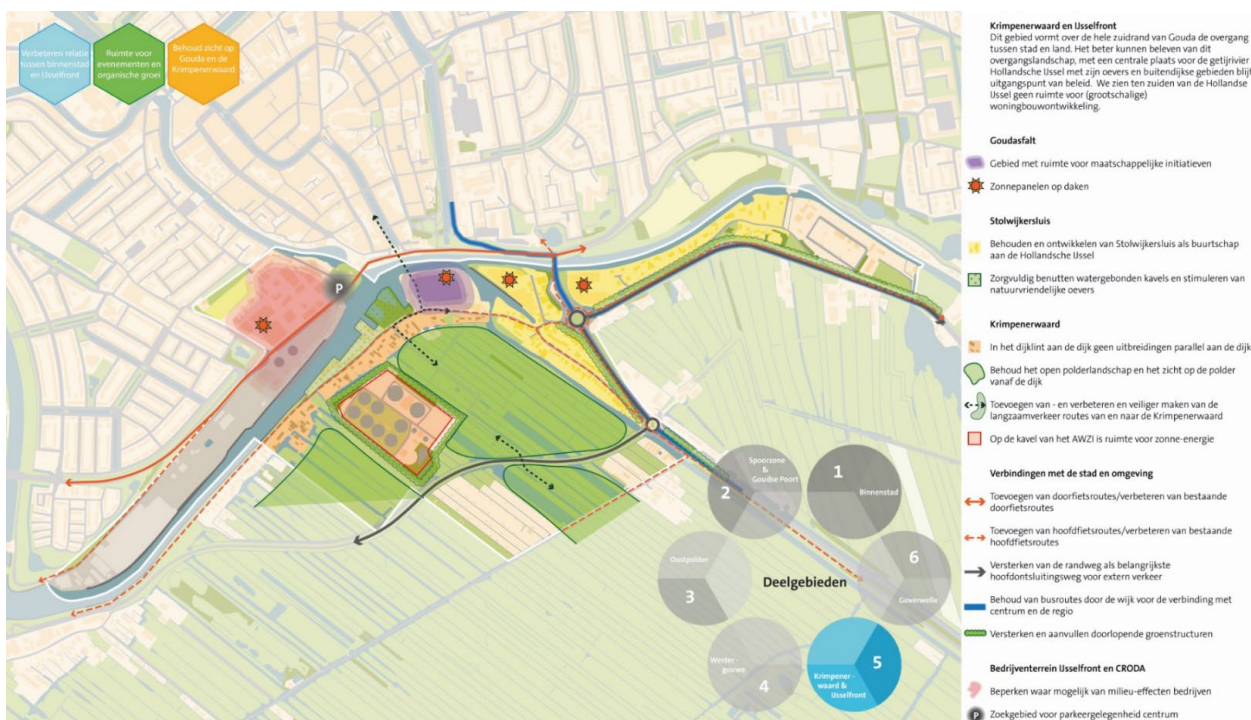 Verbeteren relatie
tussen binnenstad
en IJsselfront
Ruimte voor
evenementen en
organische groei
Behoud zicht op
Gouda en de
Krimpenerwaard
P
Spoorzone
&
Goudse Poort
2
1
Binnenstad
Oostpolder
3
Deelgebieden
6
Goverwelle
Wester-
gouwe
4
5
Krimpener-
waard &
IJsselfront
Krimpenerwaard en IJsselfront
Dit gebied vormt over de hele zuidrand van Gouda de overgang
tussen stad en land. Het beter kunnen beleven van dit
overgangslandschap, met een centrale plaats voor de getijrivier
Hollandsche IJssel met zijn oevers en buitendijkse gebieden blijft
uitgangspunt van beleid. We zien ten zuiden van de Hollandse
IJssel geen ruimte voor (grootschalige)
woningbouwontwikkeling.
Goudasfalt
Gebied met ruimte voor maatschappelijke initiatieven
Zonnepanelen op daken
Stolwijkersluis
Behouden en ontwikkelen van Stolwijkersluis als buurtschap
aan de Hollandsche IJssel
Zorgvuldig benutten watergebonden kavels en stimuleren van
natuurvriendelijke oevers
Krimpenerwaard
In het dijklint aan de dijk geen uitbreidingen parallel aan de dijk
Behoud het open polderlandschap en het zicht op de polder
vanaf de dijk
Toevoegen van - en verbeteren en veiliger maken van de
langzaamverkeer routes van en naar de Krimpenerwaard
Op de kavel van het AWZI is ruimte voor zonne-energie
Verbindingen met de stad en omgeving
Toevoegen van doorfietsroutes/verbeteren van bestaande
doorfietsroutes
Toevoegen van hoofdfietsroutes/verbeteren van bestaande
hoofdfietsroutes
Versterken van de randweg als belangrijkste
hoofdontsluitingsweg voor extern verkeer
Behoud van busroutes door de wijk voor de verbinding met
centrum en de regio
Versterken en aanvullen doorlopende groenstructuren
Bedrijventerrein IJsselfront en CRODA
Beperken waar mogelijk van milieu-effecten bedrijven
P Zoekgebied voor parkeergelegenheid centrum